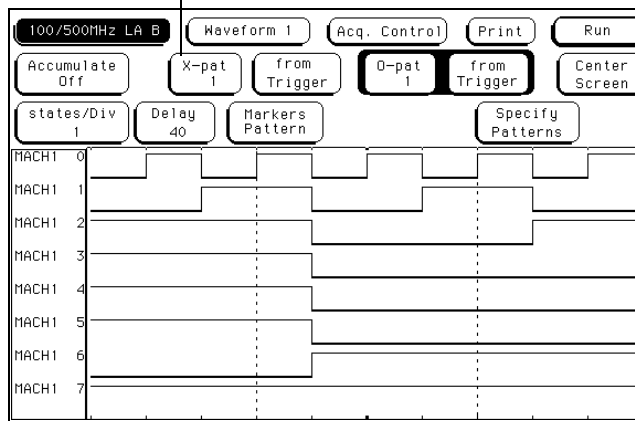 100/500MHz LA B
Waveform 1
Acq. Control
Print
Run
Accumulate
Off
X-pat
1
from
Trigger
O-pat
1
from
Trigger
Center
Screen
states/Div
1
Delay
40
Markers
Pattern
Specify
Patterns
MACH1 0
MACH1 1
MACH1 2
MACH1 3
MACH1 4
MACH1 5
MACH1 6
MACH1 7